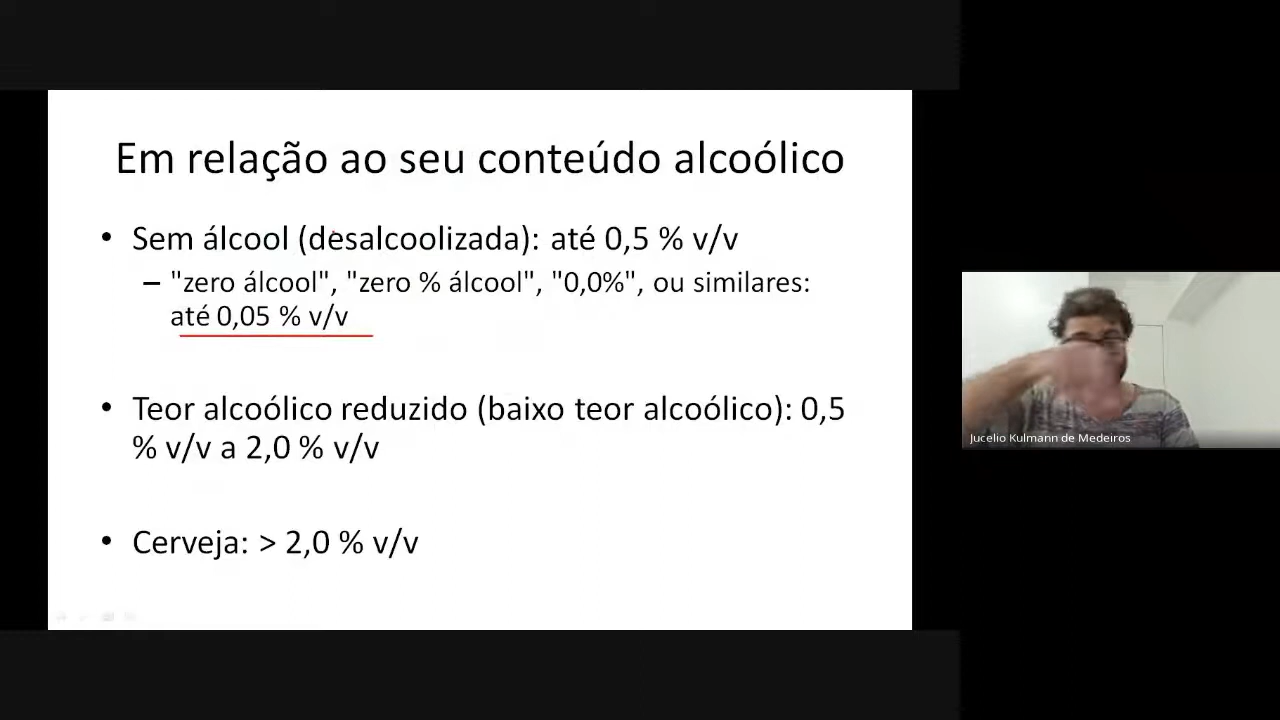 Em relação ao seu conteúdo alcoólico
• Sem álcool (desalcoolizada): até 0,5 % v/v
– "zero álcool", "zero % álcool", "0,0%", ou similares:
até 0,05 % v/v
• Teor alcoólico reduzido (baixo teor alcoólico): 0,5
% v/v a 2,0 % v/v
• Cerveja: > 2,0 % v/v
Jucelio Kulmann de Medeiros